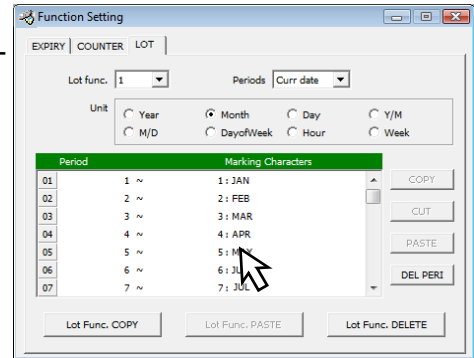 Function Setting
EXPIRY COUNTER LOT
Lot func. 1 Periods Curr date
Unit Year Month Day Y/M
M/D DayofWeek Hour Week
Period Marking Characters
01 1 ~ 1: JAN COPY
02 2 ~ 2: FEB
03 3 ~ 3: MAR CUT
04 4 ~ 4: APR
05 5 ~ 5: PASTE
06 6 ~ 6: DEL PERI
07 7 ~ 7: JUL
Lot Func. COPY Lot Func. PASTE Lot Func. DELETE